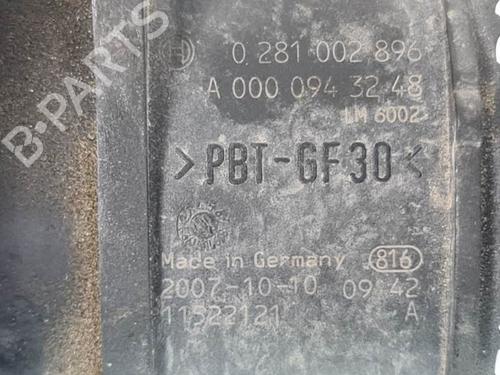 B-PARTS
0 281 002 896
A 000 094 32 48
LM 6002
>PBT-GF30<
Made in Germany 816
2007-10-10 09 42
11522121 A